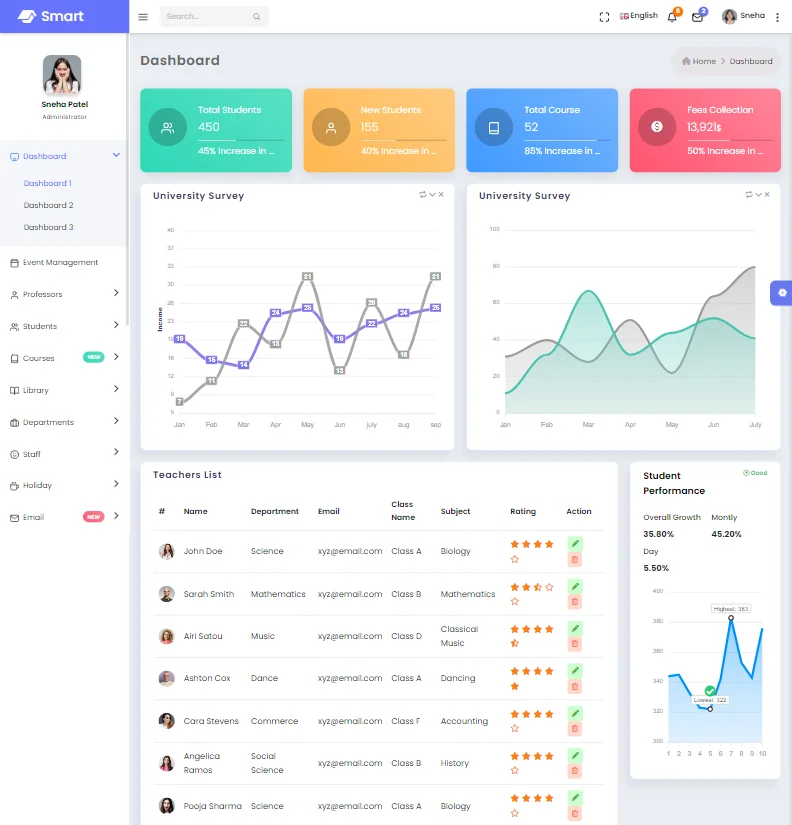 Smart
Search...
English
8
2
Sneha
Sneha Patel
Administrator
Dashboard
Dashboard 1
Dashboard 2
Dashboard 3
Event Management
Professors
Students
Courses NEW
Library
Departments
Staff
Holiday
Email NEW
Dashboard
Home > Dashboard
Total Students
450
45% Increase in ...
New Students
155
40% Increase in ...
Total Course
52
85% Increase in ...
Fees Collection
13,921$
50% Increase in ...
University Survey
Income
40
37
33
30
26
23
19
16
12
9
5
19 15 14 24 25 19 22 24 25
7 11 22 18 31 13 26 16 31
Jan Feb Mar Apr May Jun july aug sep
University Survey
100
80
60
40
20
0
Jan Feb Mar Apr May Jun July
Teachers List
# Name Department Email Class Name Subject Rating Action
John Doe Science xyz@email.com Class A Biology
Sarah Smith Mathematics xyz@email.com Class B Mathematics
Airi Satou Music xyz@email.com Class D Classical Music
Ashton Cox Dance xyz@email.com Class A Dancing
Cara Stevens Commerce xyz@email.com Class F Accounting
Angelica Ramos Social Science xyz@email.com Class B History
Pooja Sharma Science xyz@email.com Class A Biology
Student Performance
Good
Overall Growth Montly
35.80% 45.20%
Day
5.50%
400
380
360
340
320
300
Highest: 383
Lowest: 322
1 2 3 4 5 6 7 8 9 10